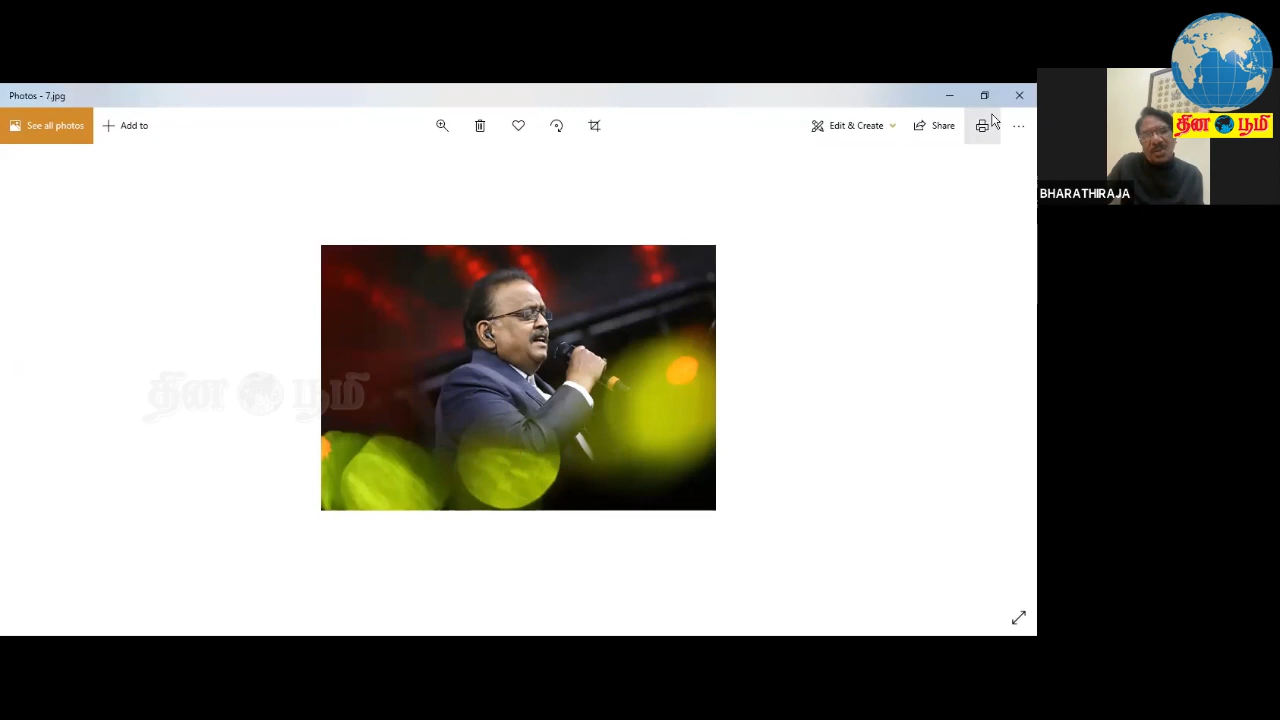 Photos - 7.jpg
See all photos
Add to
Edit & Create
Share
தின பூமி
BHARATHIRAJA
தின பூமி